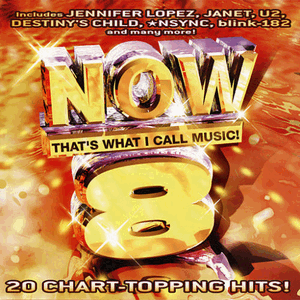 includes JENNIFER LOPEZ, JANET, U2,
DESTINY'S CHILD, ★NSYNC, blink-182
and many more!
NOW
THAT'S WHAT I CALL MUSIC!
8
20 CHART-TOPPING HITS!